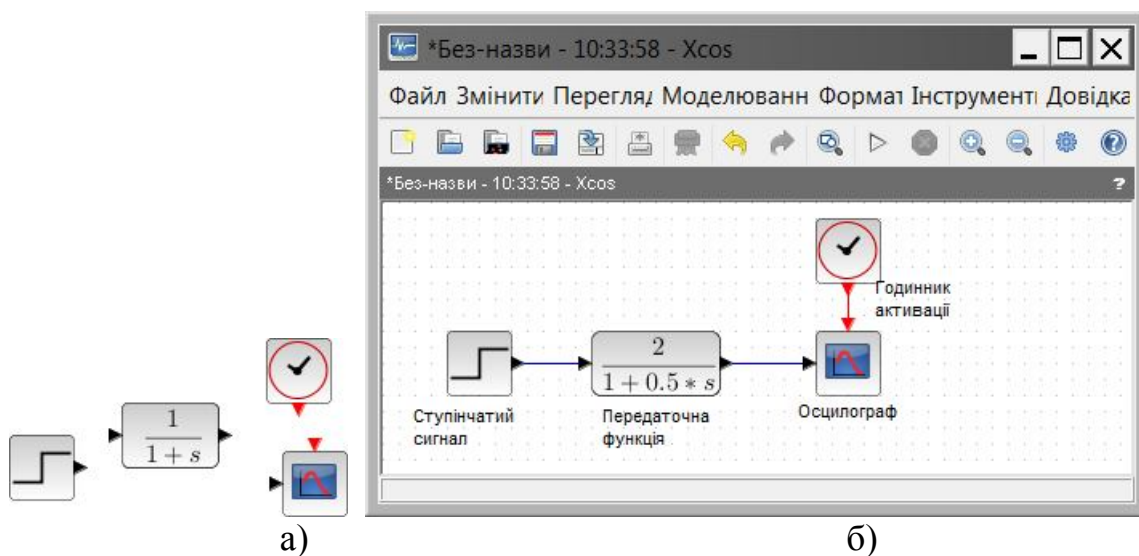 *Без-назви - 10:33:58 - Xcos
Файл Змінити Перегляд Моделюванн Формат Інструменті Довідка
*Без-назви - 10:33:58 - Xcos
?
Годинник
активації
2
1 + 0.5 * s
Ступінчатий
сигнал
Передаточна
функція
Осцилограф
1
1 + s
а)
б)